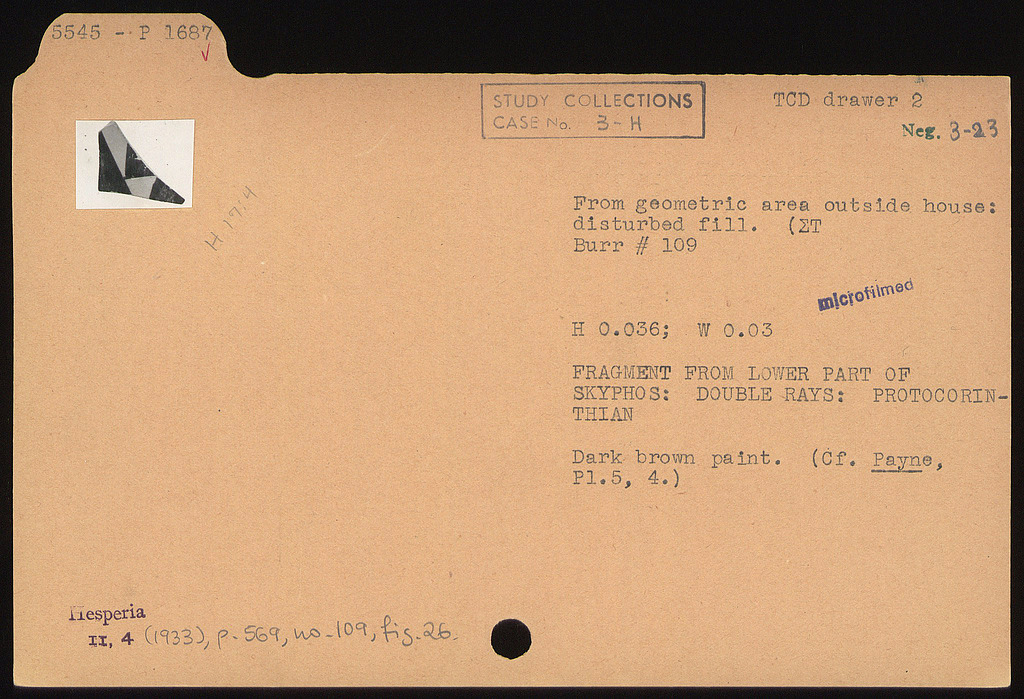 5545 -- P 1687
STUDY COLLECTIONS
CASE No. 3-H
TCD drawer 2
Neg. 3-23
H 17:4
From geometric area outside house:
disturbed fill.  (ΣΤ
Burr # 109
microfilmed
H 0.036;  W 0.03
FRAGMENT FROM LOWER PART OF
SKYPHOS:  DOUBLE RAYS:  PROTOCORIN-
THIAN
Dark brown paint.  (Cf. Payne,
Pl.5, 4.)
Hesperia
II, 4 (1933), p. 569, no. 109, fig. 26.